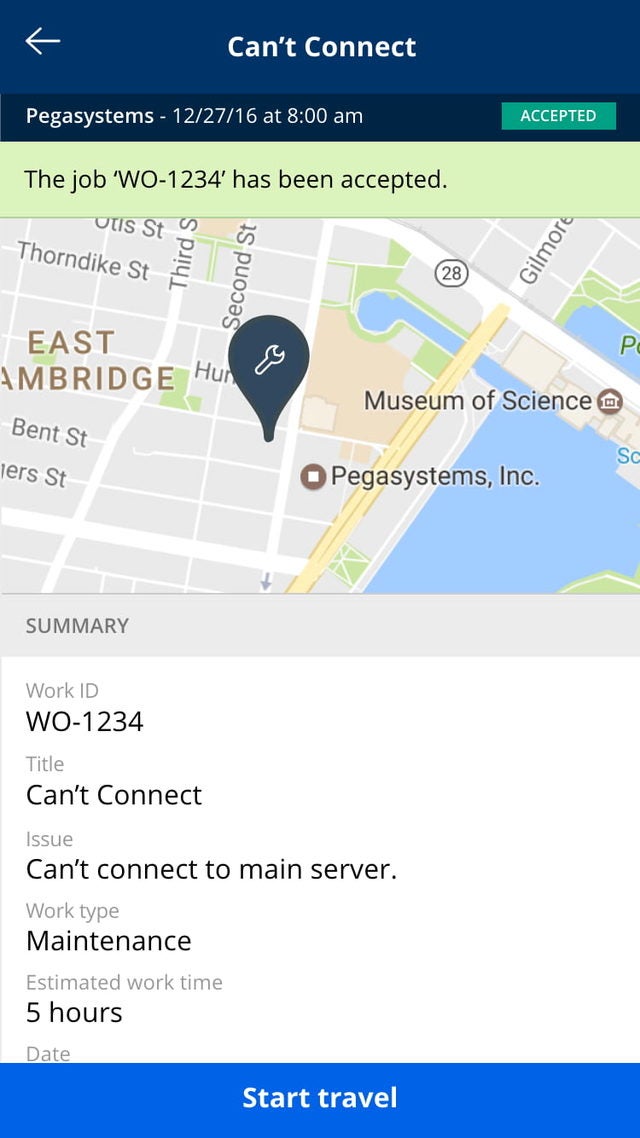 Can’t Connect
Pegasystems - 12/27/16 at 8:00 am
ACCEPTED
The job ‘WO-1234’ has been accepted.
Otis St
Thorndike St
Third S
Second St
28
Gilmore
EAST
AMBRIDGE
Hur
Museum of Science
Bent St
Sc
ers St
Pegasystems, Inc.
SUMMARY
Work ID
WO-1234
Title
Can’t Connect
Issue
Can’t connect to main server.
Work type
Maintenance
Estimated work time
5 hours
Date
Start travel